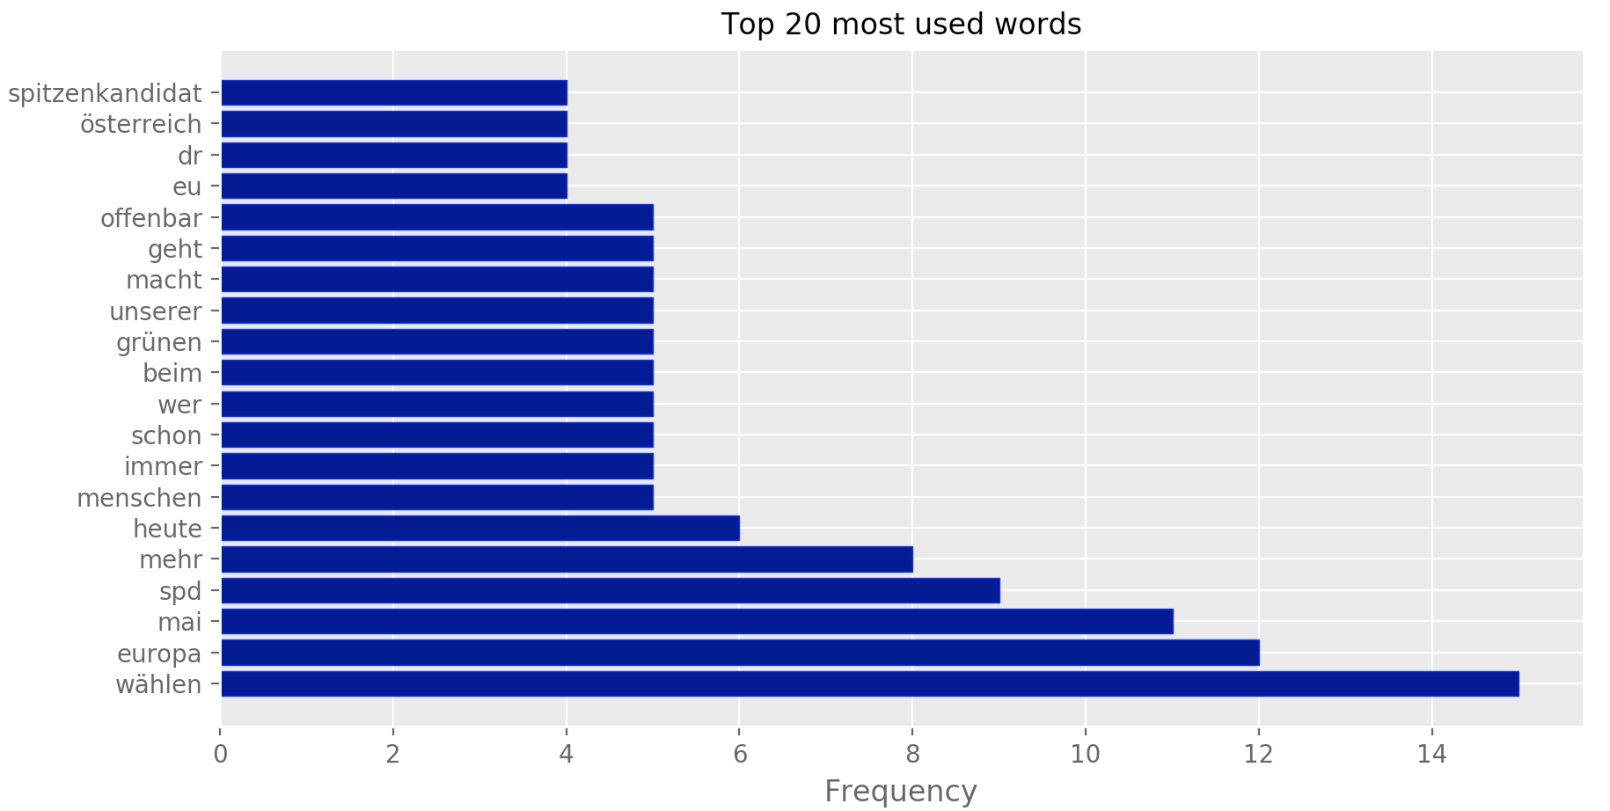 Top 20 most used words
spitzenkandidat
österreich
dr
eu
offenbar
geht
macht
unserer
grünen
beim
wer
schon
immer
menschen
heute
mehr
spd
mai
europa
wählen
0 2 4 6 8 10 12 14
Frequency